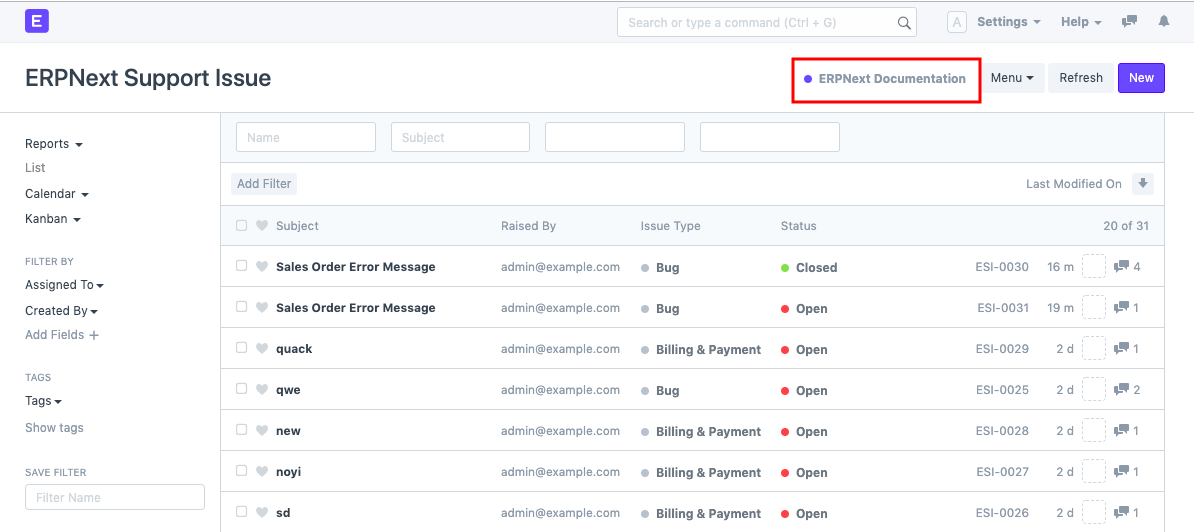 E
Search or type a command (Ctrl + G)
A Settings Help
ERPNext Support Issue
ERPNext Documentation
Menu Refresh New
Reports
List
Calendar
Kanban
FILTER BY
Assigned To
Created By
Add Fields +
TAGS
Tags
Show tags
SAVE FILTER
Filter Name
Name Subject
Add Filter Last Modified On
Subject Raised By Issue Type Status 20 of 31
Sales Order Error Message admin@example.com Bug Closed ESI-0030 16 m 4
Sales Order Error Message admin@example.com Bug Open ESI-0031 19 m 1
quack admin@example.com Billing & Payment Open ESI-0029 2 d 1
qwe admin@example.com Bug Open ESI-0025 2 d 2
new admin@example.com Billing & Payment Open ESI-0028 2 d 1
noyi admin@example.com Billing & Payment Open ESI-0027 2 d 1
sd admin@example.com Billing & Payment Open ESI-0026 2 d 1